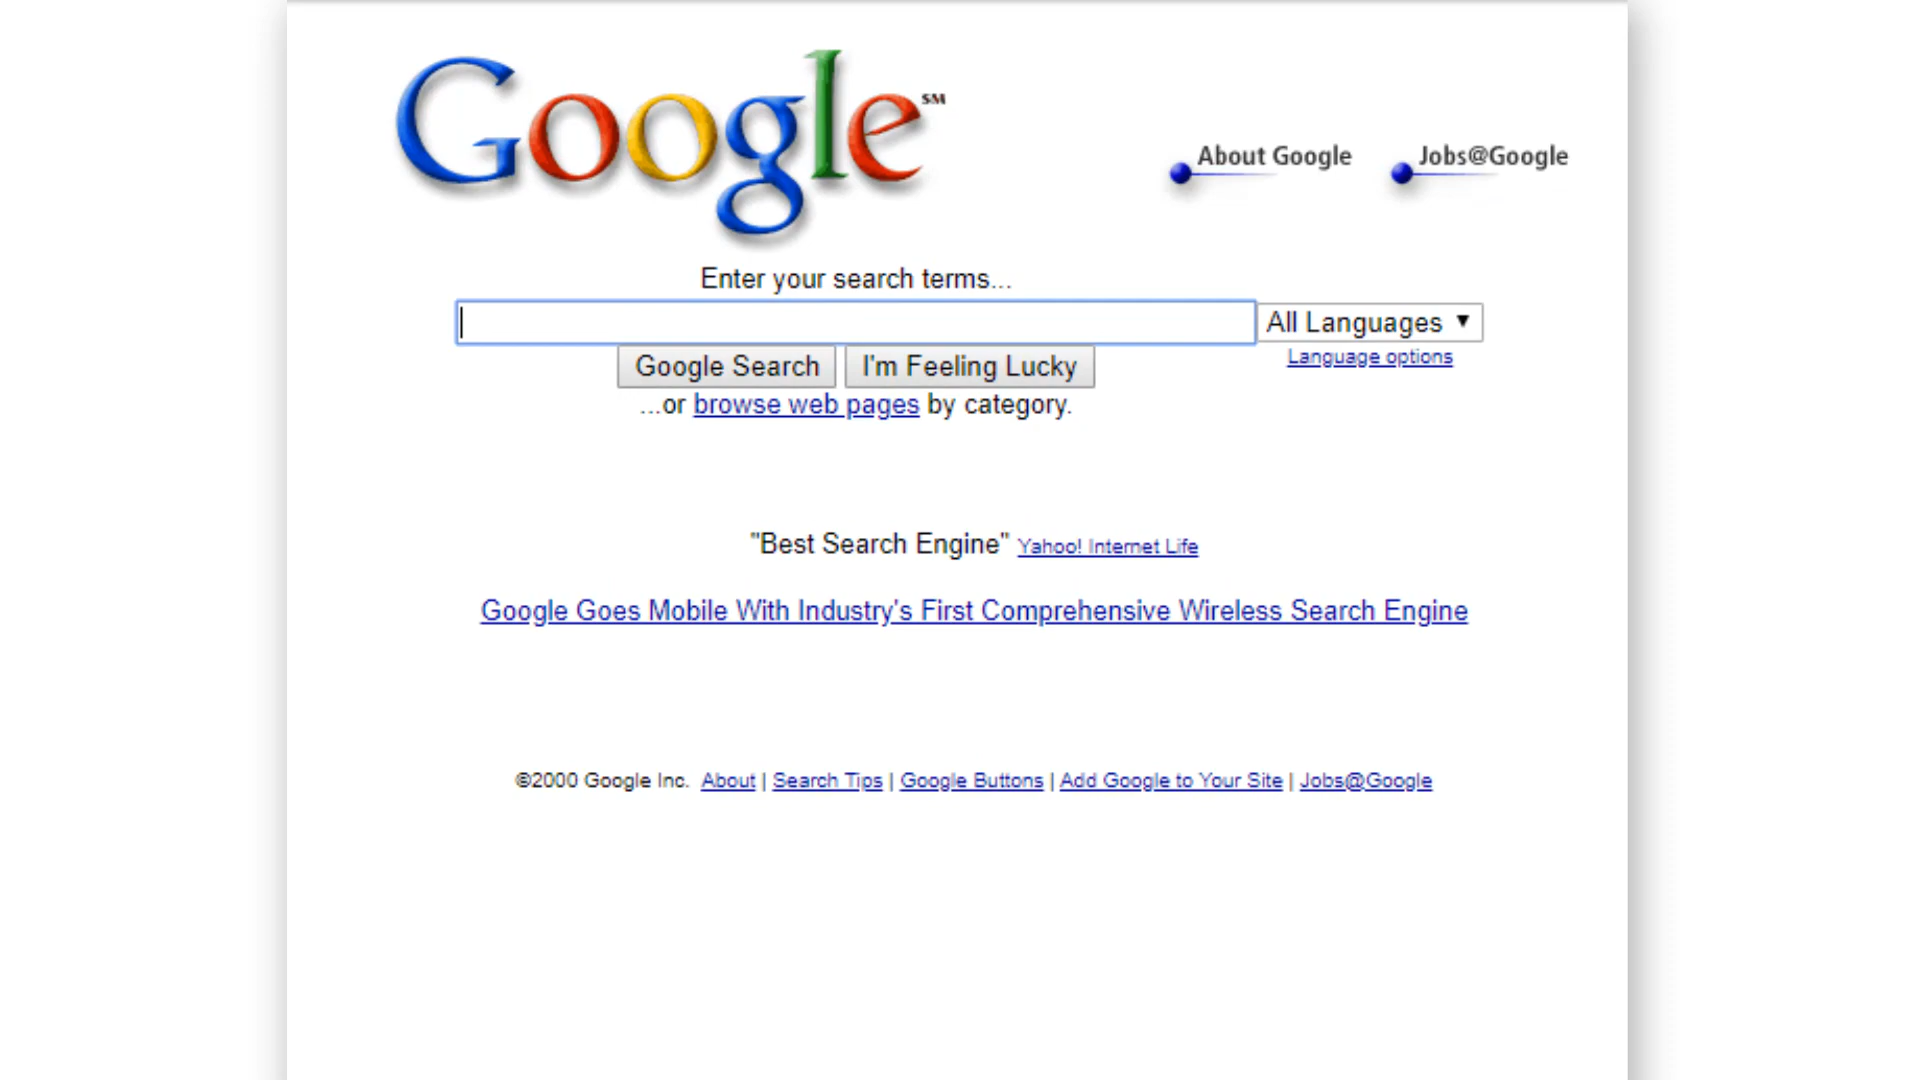 Google SM
About Google Jobs@Google
Enter your search terms...
All Languages ▼
Google Search I'm Feeling Lucky Language options
...or browse web pages by category.
"Best Search Engine" Yahoo! Internet Life
Google Goes Mobile With Industry's First Comprehensive Wireless Search Engine
©2000 Google Inc. About | Search Tips | Google Buttons | Add Google to Your Site | Jobs@Google